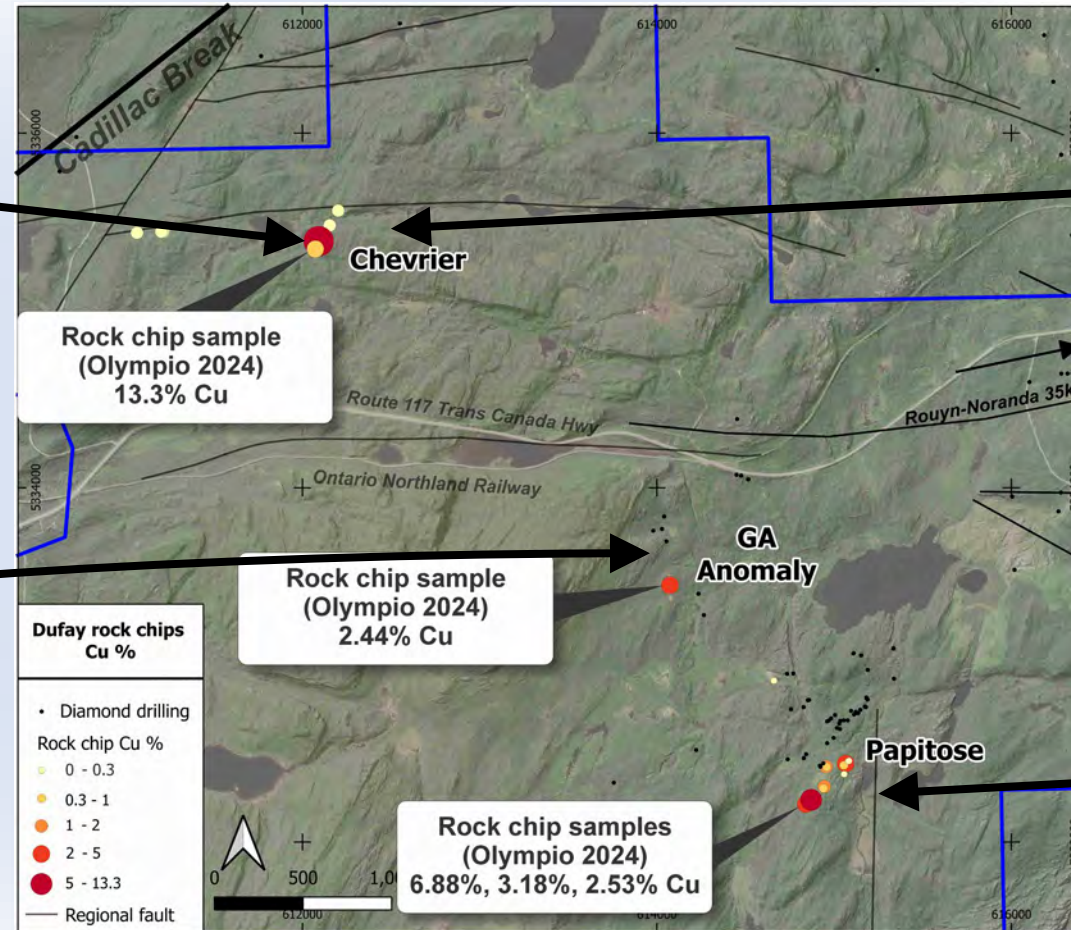 612000
614000
616000
Cadillac Break
5336000
Chevrier
Rock chip sample
(Olympio 2024)
13.3% Cu
Route 117 Trans Canada Hwy
Rouyn-Noranda 35k
Ontario Northland Railway
5334000
GA
Anomaly
Rock chip sample
(Olympio 2024)
2.44% Cu
Dufay rock chips
Cu %
Diamond drilling
Rock chip Cu %
0 - 0.3
0.3 - 1
1 - 2
2 - 5
5 - 13.3
Regional fault
Papitose
Rock chip samples
(Olympio 2024)
6.88%, 3.18%, 2.53% Cu
0
500
1,0
612000
614000
616000